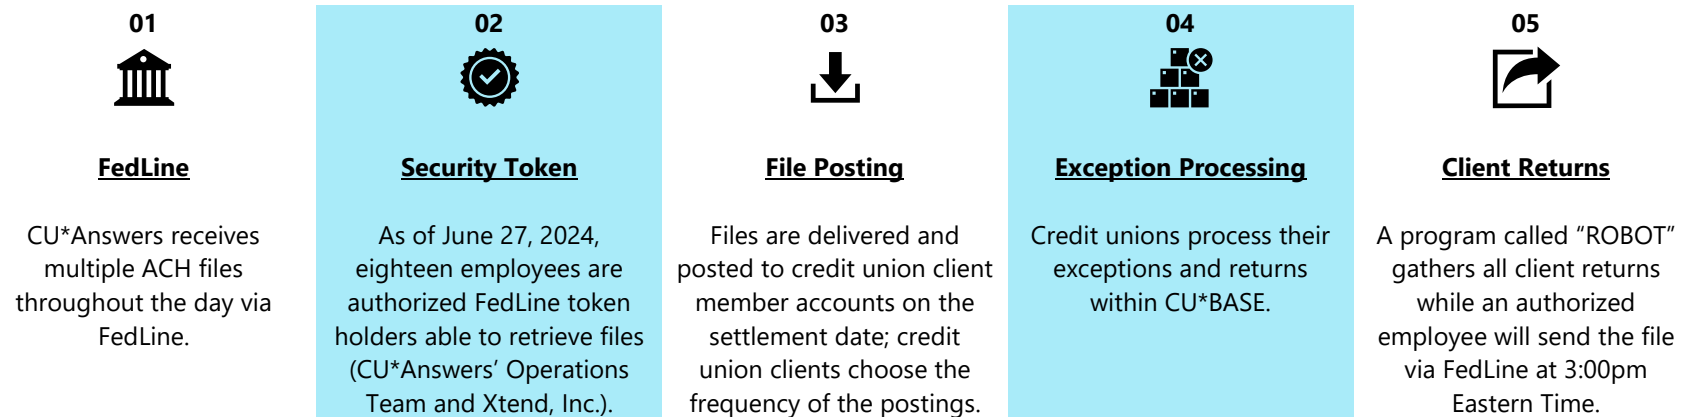 01
FedLine
CU*Answers receives
multiple ACH files
throughout the day via
FedLine.
02
Security Token
As of June 27, 2024,
eighteen employees are
authorized FedLine token
holders able to retrieve files
(CU*Answers’ Operations
Team and Xtend, Inc.).
03
File Posting
Files are delivered and
posted to credit union client
member accounts on the
settlement date; credit
union clients choose the
frequency of the postings.
04
Exception Processing
Credit unions process their
exceptions and returns
within CU*BASE.
05
Client Returns
A program called “ROBOT”
gathers all client returns
while an authorized
employee will send the file
via FedLine at 3:00pm
Eastern Time.